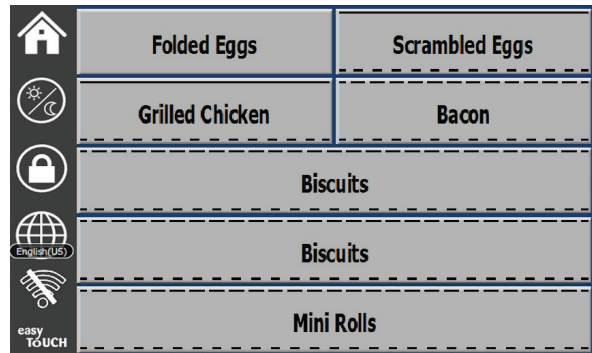 Folded Eggs
Scrambled Eggs
Grilled Chicken
Bacon
Biscuits
Biscuits
Mini Rolls
English(US)
easy
TOUCH